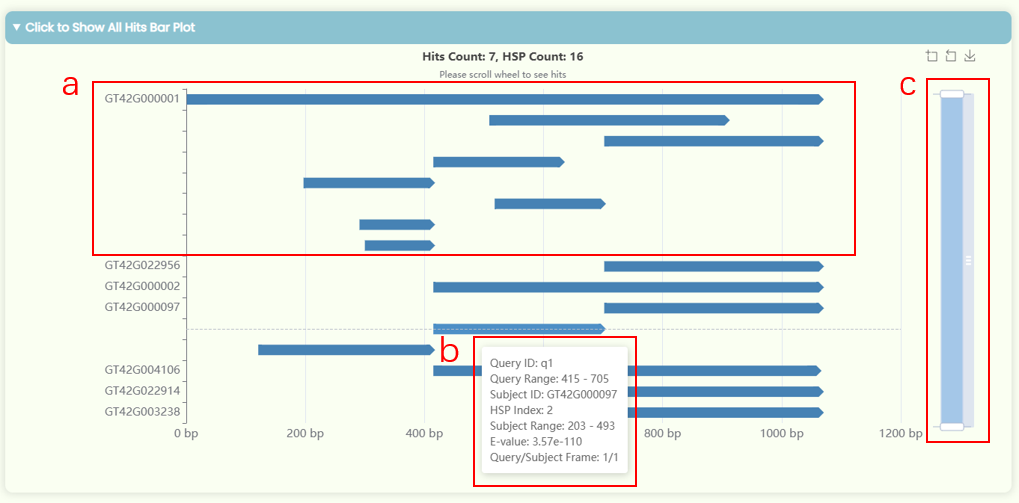 ▼ Click to Show All Hits Bar Plot
Hits Count: 7, HSP Count: 16
Please scroll wheel to see hits
a
c
GT42G000001
GT42G022956
GT42G000002
GT42G000097
b
GT42G004106
GT42G022914
GT42G003238
Query ID: q1
Query Range: 415 - 705
Subject ID: GT42G000097
HSP Index: 2
Subject Range: 203 - 493
E-value: 3.57e-110
Query/Subject Frame: 1/1
0 bp 200 bp 400 bp 800 bp 1000 bp 1200 bp